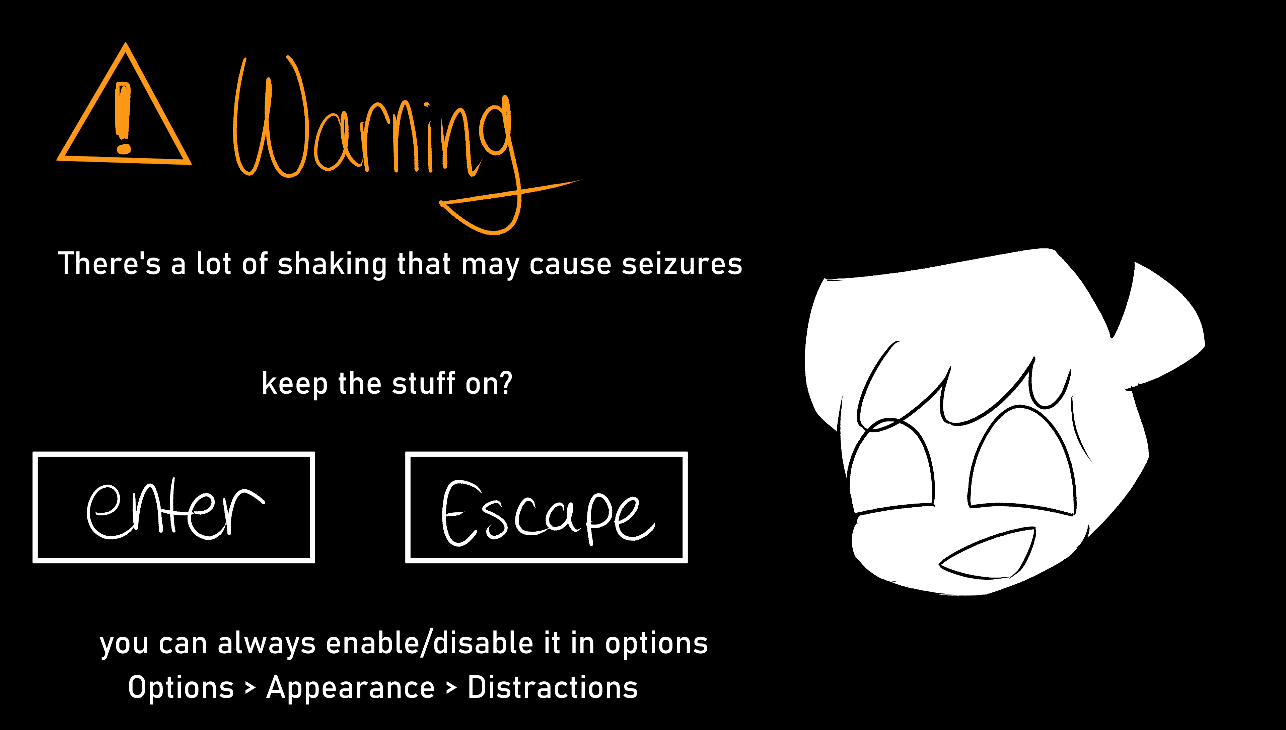 Warning
There's a lot of shaking that may cause seizures
keep the stuff on?
enter
Escape
you can always enable/disable it in options
Options > Appearance > Distractions